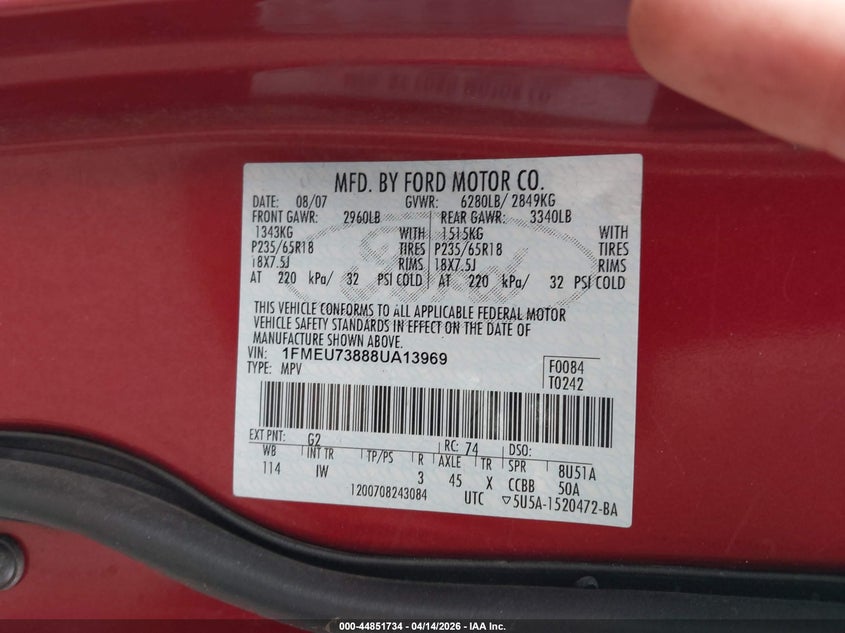 MFD. BY FORD MOTOR CO.
DATE: 08/07 GVWR: 6280LB/ 2849KG
FRONT GAWR: 2960LB REAR GAWR: 3340LB
1343KG WITH 1515KG WITH
P235/65R18 TIRES P235/65R18 TIRES
18X7.5J RIMS 18X7.5J RIMS
AT 220 kPa/ 32 PSI COLD AT 220 kPa/ 32 PSI COLD
THIS VEHICLE CONFORMS TO ALL APPLICABLE FEDERAL MOTOR
VEHICLE SAFETY STANDARDS IN EFFECT ON THE DATE OF
MANUFACTURE SHOWN ABOVE.
VIN: 1FMEU73888UA13969 F0084
TYPE: MPV T0242
EXT PNT: G2 RC: 74 DSO:
WB INT TR TP/PS R AXLE TR SPR 8U51A
114 IW 3 45 X CCBB 50A
1200708243084 UTC ▽5U5A-1520472-BA
000-44851734 - 04/14/2026 - IAA Inc.